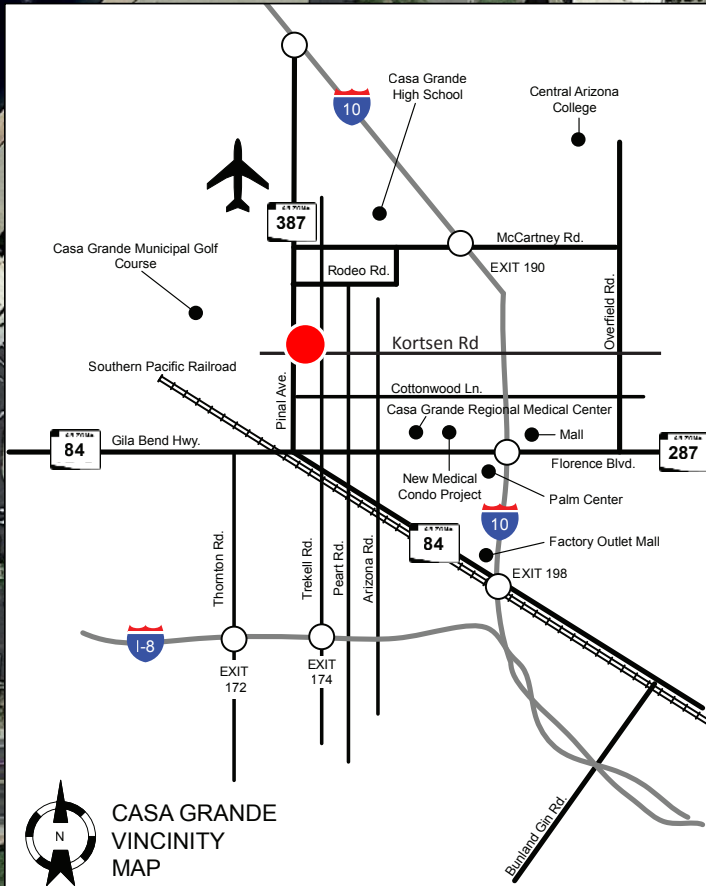 Casa Grande
High School
Central Arizona
College
10
ARIZONA
387
McCartney Rd.
Casa Grande Municipal Golf
Course
Rodeo Rd.
EXIT 190
Overfield Rd.
Kortsen Rd
Southern Pacific Railroad
Pinal Ave.
Cottonwood Ln.
Casa Grande Regional Medical Center
Mall
ARIZONA
84
Gila Bend Hwy.
Florence Blvd.
ARIZONA
287
New Medical
Condo Project
Palm Center
10
ARIZONA
84
Factory Outlet Mall
EXIT 198
Thornton Rd.
Trekell Rd.
Peart Rd.
Arizona Rd.
I-8
EXIT
172
EXIT
174
Bunland Gin Rd.
N
CASA GRANDE
VINCINITY
MAP